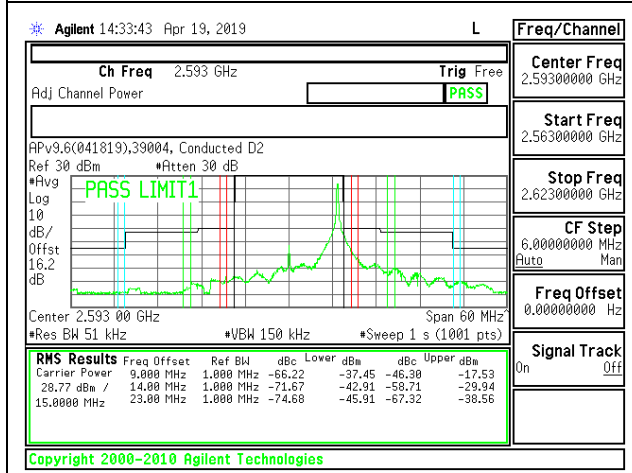 Agilent 14:33:43 Apr 19, 2019 L
Freq/Channel
Ch Freq 2.593 GHz Trig Free
Adj Channel Power PASS
APv9.6(041819),39004, Conducted D2
Ref 30 dBm #Atten 30 dB
#Avg
Log
10
dB/
Offst
16.2
dB
PASS LIMIT1
Center 2.593 00 GHz Span 60 MHz^
#Res BW 51 kHz #VBW 150 kHz #Sweep 1 s (1001 pts)
RMS Results Freq Offset Ref BW dBc Lower dBm dBc Upper dBm
Carrier Power 9.000 MHz 1.000 MHz -66.22 -37.45 -46.30 -17.53
28.77 dBm / 14.00 MHz 1.000 MHz -71.67 -42.91 -58.71 -29.94
15.0000 MHz 23.00 MHz 1.000 MHz -74.68 -45.91 -67.32 -38.56
Center Freq
2.59300000 GHz
Start Freq
2.56300000 GHz
Stop Freq
2.62300000 GHz
CF Step
6.00000000 MHz
Auto Man
Freq Offset
0.00000000 Hz
Signal Track
On Off
Copyright 2000-2010 Agilent Technologies